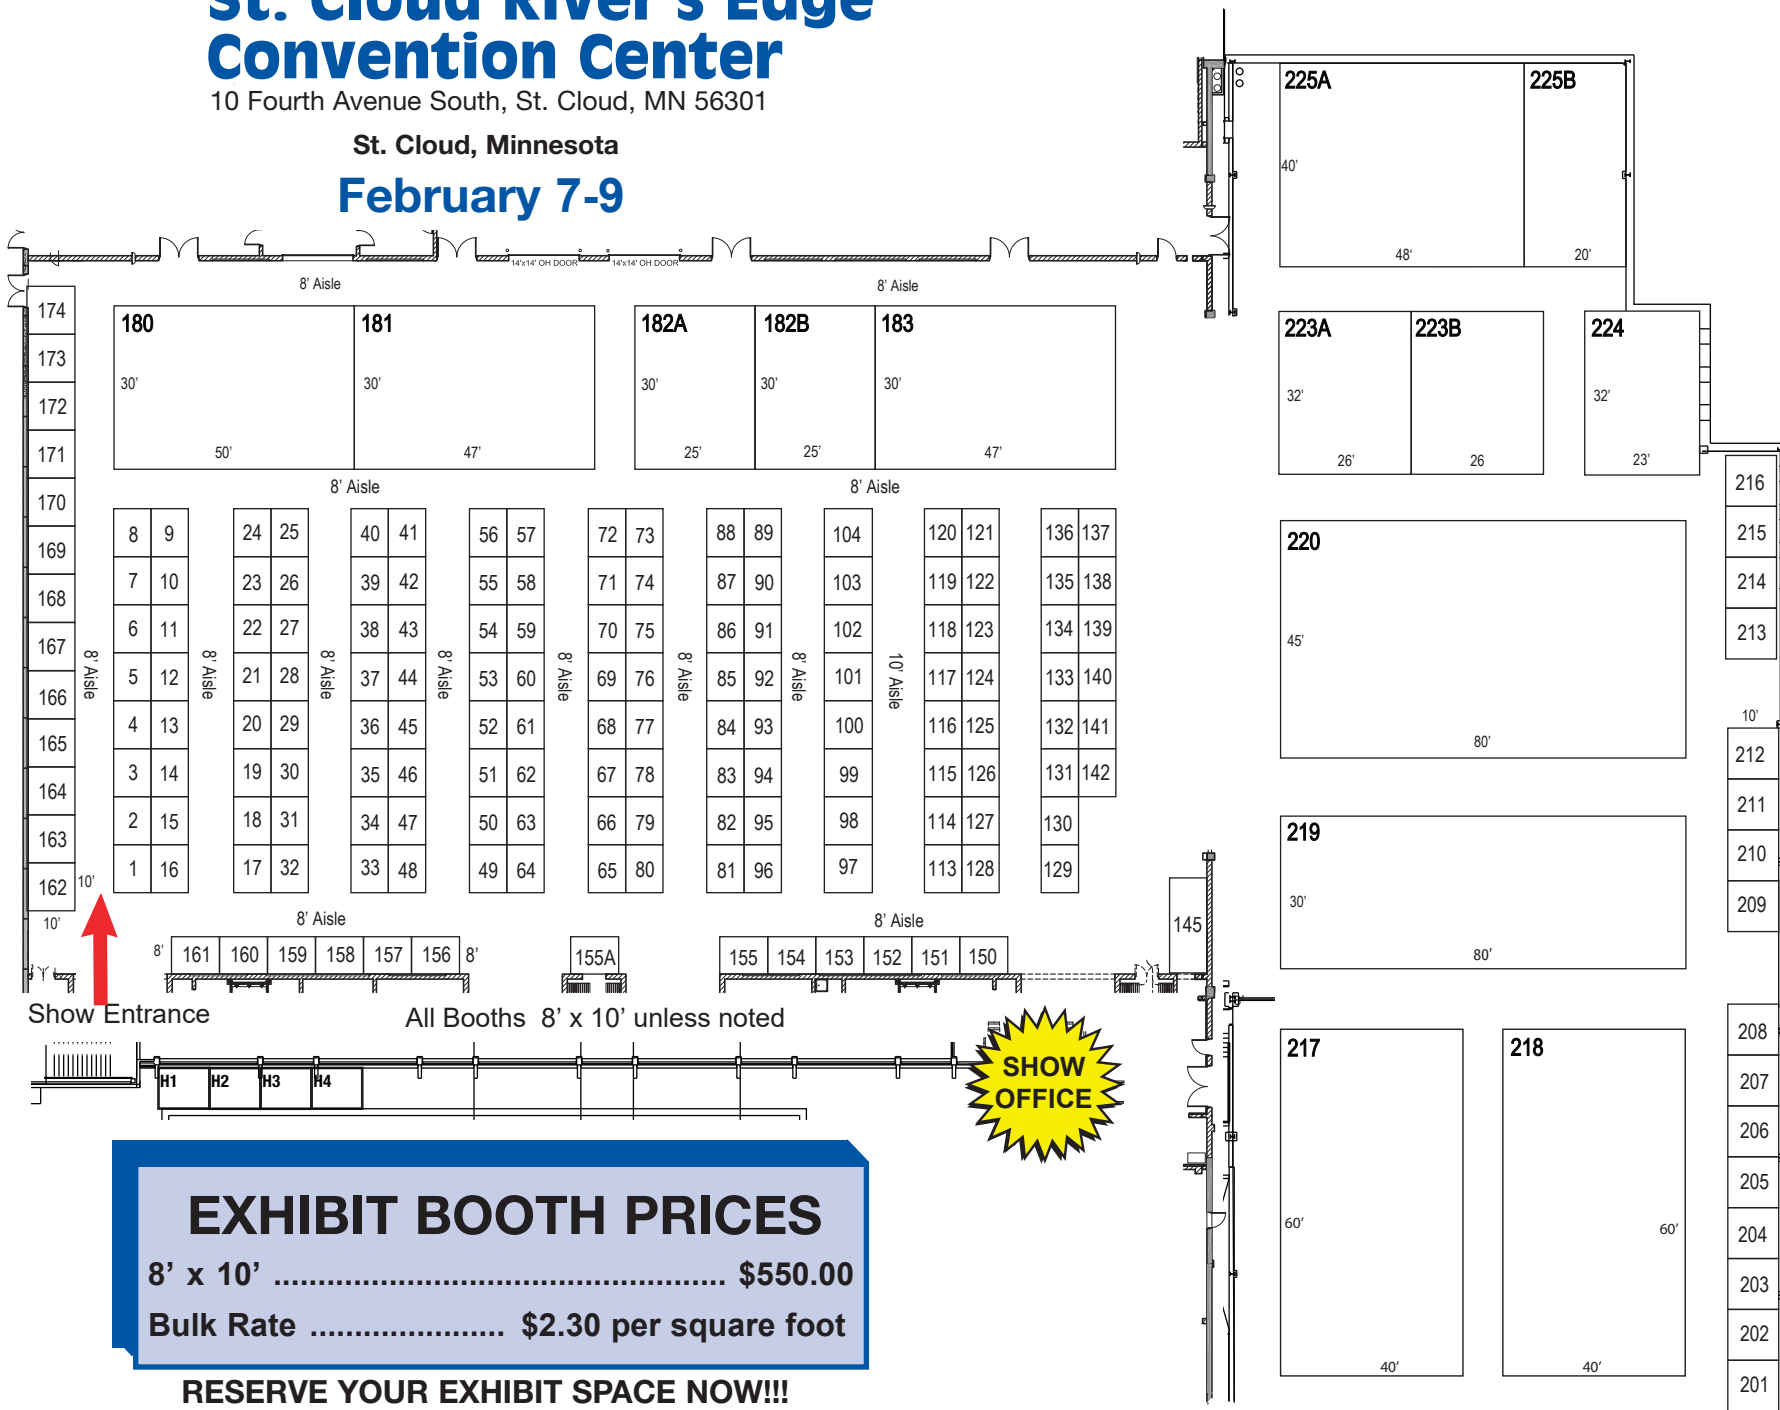 St. Cloud River's Edge
Convention Center
10 Fourth Avenue South, St. Cloud, MN 56301
St. Cloud, Minnesota
February 7-9
14'x14' OH DOOR 14'x14' OH DOOR
8' Aisle 8' Aisle
180 181 182A 182B 183
30' 30' 30' 30' 30'
50' 47' 25' 25' 47'
8' Aisle 8' Aisle
174
173
172
171
170
169
168
167
166
165
164
163
162 10'
10'
8' Aisle
8 9 24 25 40 41 56 57 72 73 88 89 104 120 121 136 137
7 10 23 26 39 42 55 58 71 74 87 90 103 119 122 135 138
6 11 22 27 38 43 54 59 70 75 86 91 102 118 123 134 139
5 12 21 28 37 44 53 60 69 76 85 92 101 117 124 133 140
4 13 20 29 36 45 52 61 68 77 84 93 100 116 125 132 141
3 14 19 30 35 46 51 62 67 78 83 94 99 115 126 131 142
2 15 18 31 34 47 50 63 66 79 82 95 98 114 127 130
1 16 17 32 33 48 49 64 65 80 81 96 97 113 128 129
8' Aisle 8' Aisle 8' Aisle 8' Aisle 8' Aisle 8' Aisle 10' Aisle
8' Aisle 8' Aisle
8' 161 160 159 158 157 156 8' 155A 155 154 153 152 151 150
145
Show Entrance
All Booths 8' x 10' unless noted
H1 H2 H3 H4
SHOW
OFFICE
EXHIBIT BOOTH PRICES
8' x 10' .................................................. $550.00
Bulk Rate ...................... $2.30 per square foot
RESERVE YOUR EXHIBIT SPACE NOW!!!
225A 225B
40'
48' 20'
223A 223B 224
32' 32'
26' 26 23'
220
45'
80'
219
30'
80'
217 218
60' 60'
40' 40'
216
215
214
213
10'
212
211
210
209
208
207
206
205
204
203
202
201